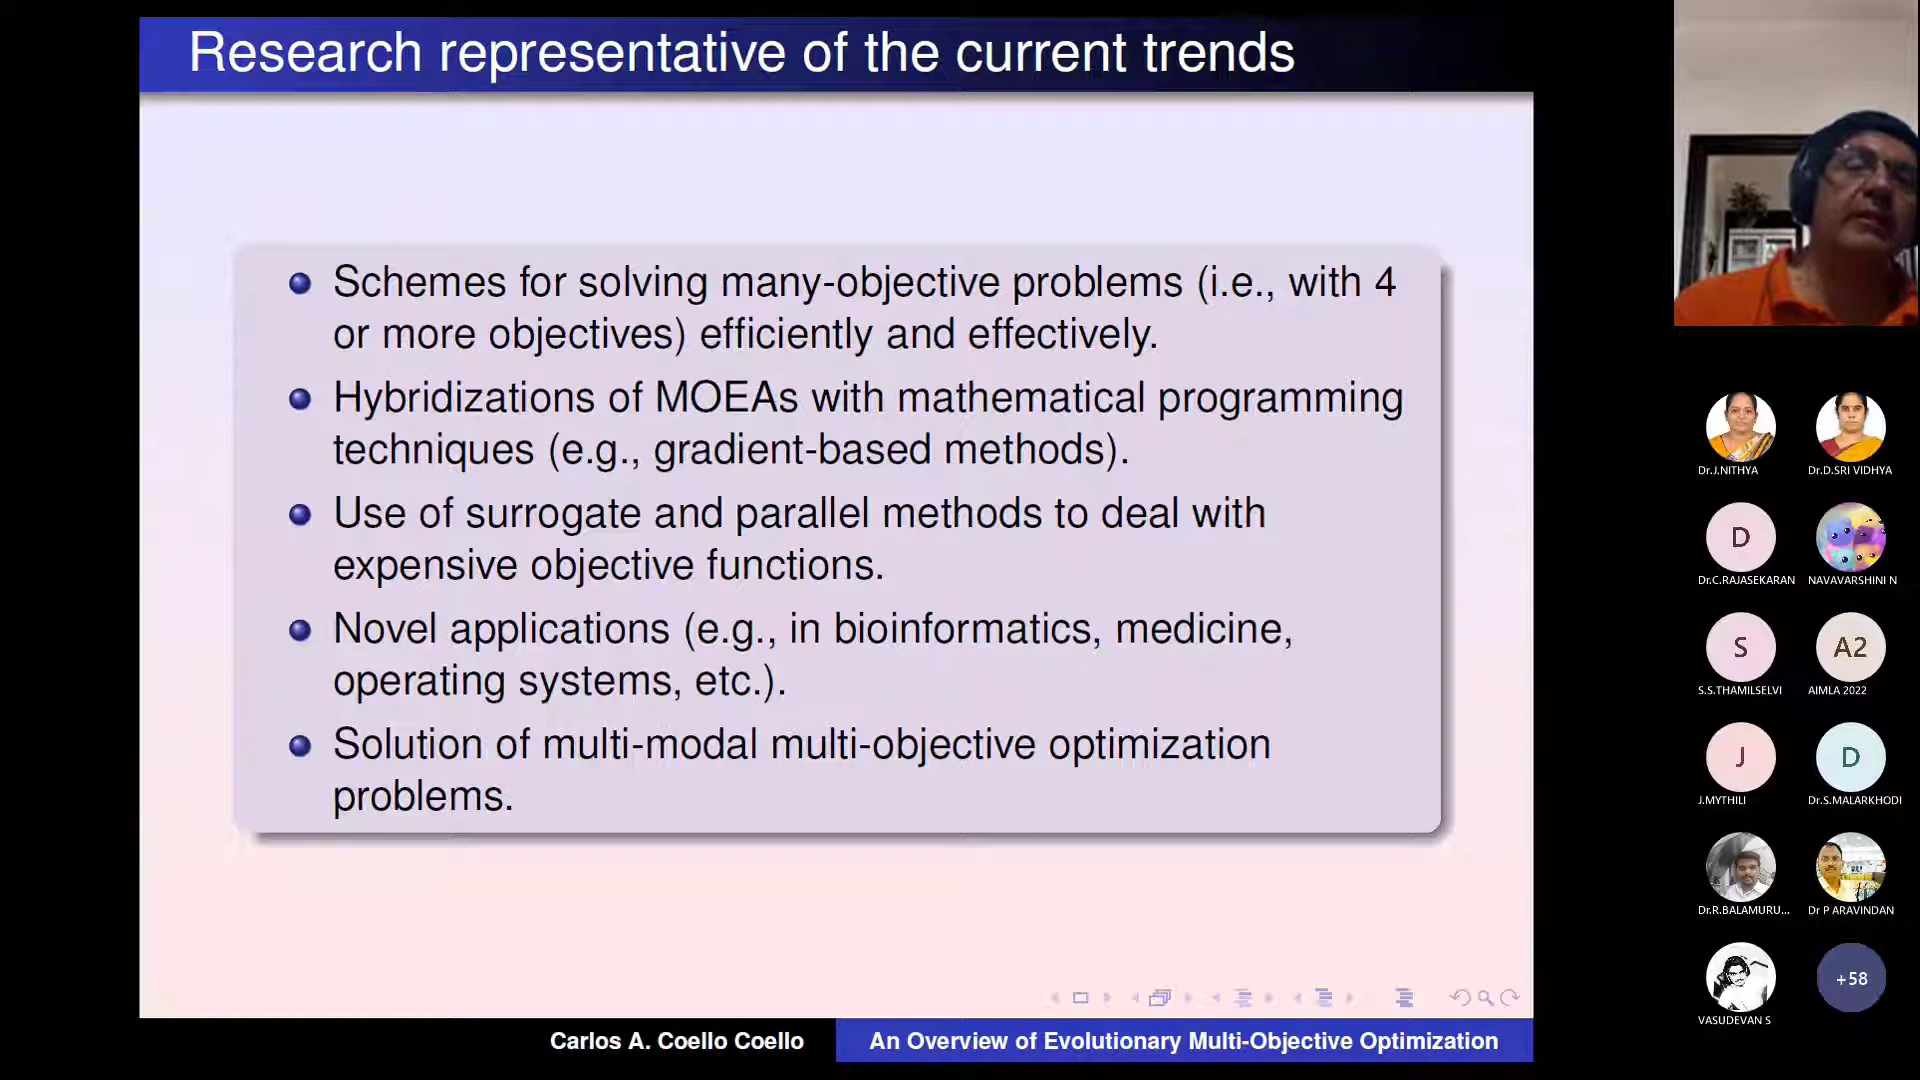 Research representative of the current trends
Schemes for solving many-objective problems (i.e., with 4
or more objectives) efficiently and effectively.
Hybridizations of MOEAs with mathematical programming
techniques (e.g., gradient-based methods).
Use of surrogate and parallel methods to deal with
expensive objective functions.
Novel applications (e.g., in bioinformatics, medicine,
operating systems, etc.).
Solution of multi-modal multi-objective optimization
problems.
Carlos A. Coello Coello
An Overview of Evolutionary Multi-Objective Optimization
Dr.J.NITHYA
Dr.D.SRI VIDHYA
D
Dr.C.RAJASEKARAN
NAVAVARSHINI N
S
S.S.THAMILSELVI
A2
AIMLA 2022
J
J.MYTHILI
D
Dr.S.MALARKHODI
Dr.R.BALAMURU...
Dr P ARAVINDAN
VASUDEVAN S
+58